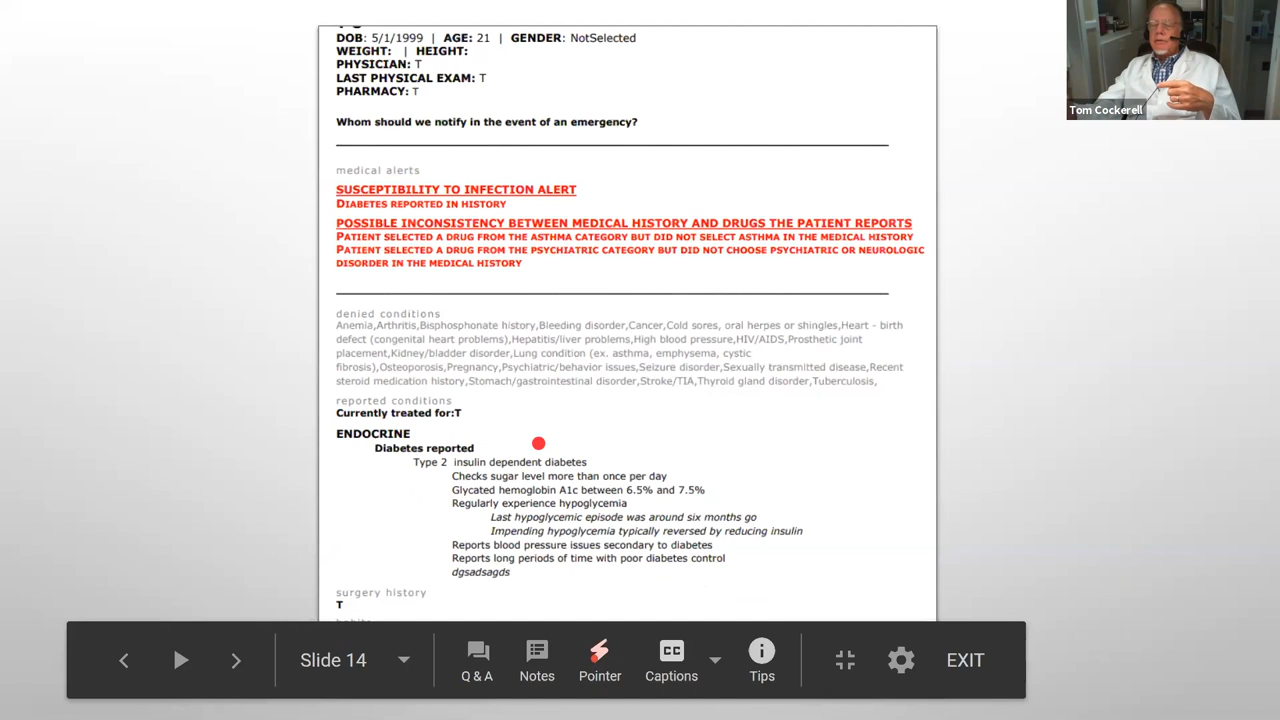 DOB: 5/1/1999 | AGE: 21 | GENDER: NotSelected
WEIGHT: | HEIGHT:
PHYSICIAN: T
LAST PHYSICAL EXAM: T
PHARMACY: T
Whom should we notify in the event of an emergency?
medical alerts
SUSCEPTIBILITY TO INFECTION ALERT
DIABETES REPORTED IN HISTORY
POSSIBLE INCONSISTENCY BETWEEN MEDICAL HISTORY AND DRUGS THE PATIENT REPORTS
PATIENT SELECTED A DRUG FROM THE ASTHMA CATEGORY BUT DID NOT SELECT ASTHMA IN THE MEDICAL HISTORY
PATIENT SELECTED A DRUG FROM THE PSYCHIATRIC CATEGORY BUT DID NOT CHOOSE PSYCHIATRIC OR NEUROLOGIC
DISORDER IN THE MEDICAL HISTORY
denied conditions
Anemia,Arthritis,Bisphosphonate history,Bleeding disorder,Cancer,Cold sores, oral herpes or shingles,Heart - birth
defect (congenital heart problems),Hepatitis/liver problems,High blood pressure,HIV/AIDS,Prosthetic joint
placement,Kidney/bladder disorder,Lung condition (ex. asthma, emphysema, cystic
fibrosis),Osteoporosis,Pregnancy,Psychiatric/behavior issues,Seizure disorder,Sexually transmitted disease,Recent
steroid medication history,Stomach/gastrointestinal disorder,Stroke/TIA,Thyroid gland disorder,Tuberculosis,
reported conditions
Currently treated for:T
ENDOCRINE
Diabetes reported
Type 2 insulin dependent diabetes
Checks sugar level more than once per day
Glycated hemoglobin A1c between 6.5% and 7.5%
Regularly experience hypoglycemia
Last hypoglycemic episode was around six months go
Impending hypoglycemia typically reversed by reducing insulin
Reports blood pressure issues secondary to diabetes
Reports long periods of time with poor diabetes control
dgsadsagds
surgery history
T
Tom Cockerell
Slide 14
Q & A
Notes
Pointer
CC
Captions
Tips
EXIT